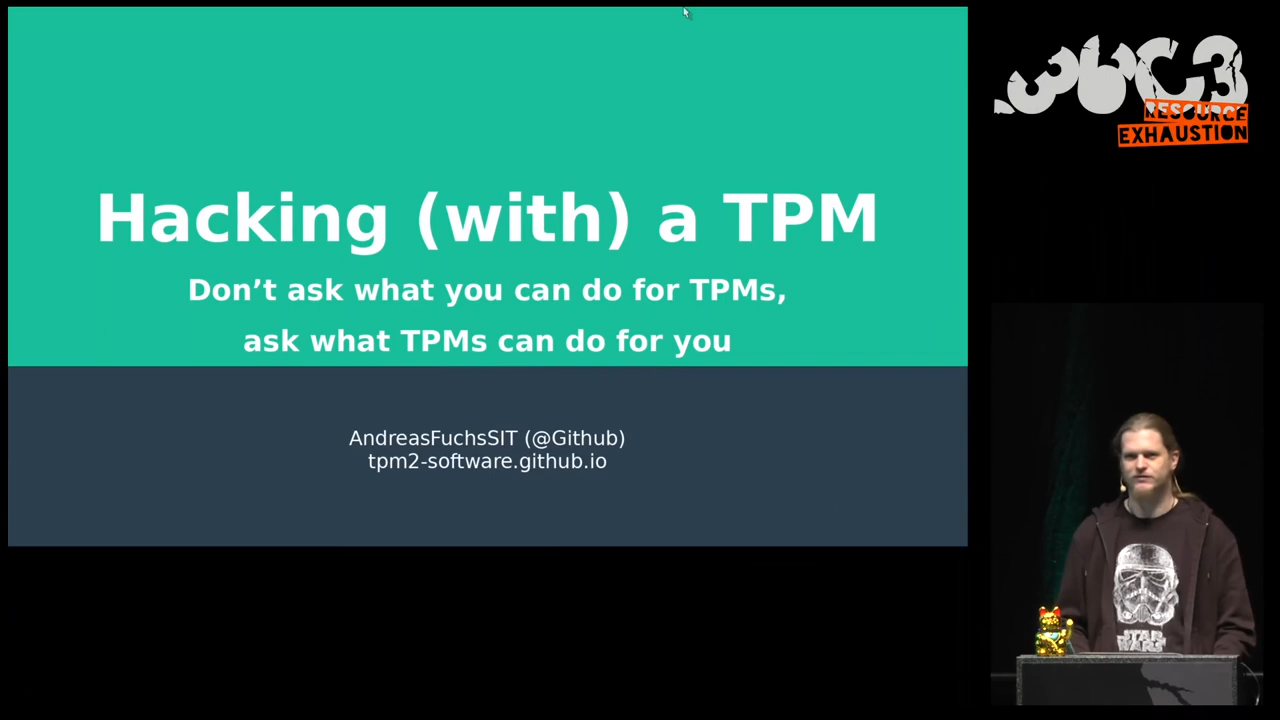 Hacking (with) a TPM
Don’t ask what you can do for TPMs,
ask what TPMs can do for you
AndreasFuchsSIT (@Github)
tpm2-software.github.io
36C3
RESOURCE
EXHAUSTION
STAR
WARS